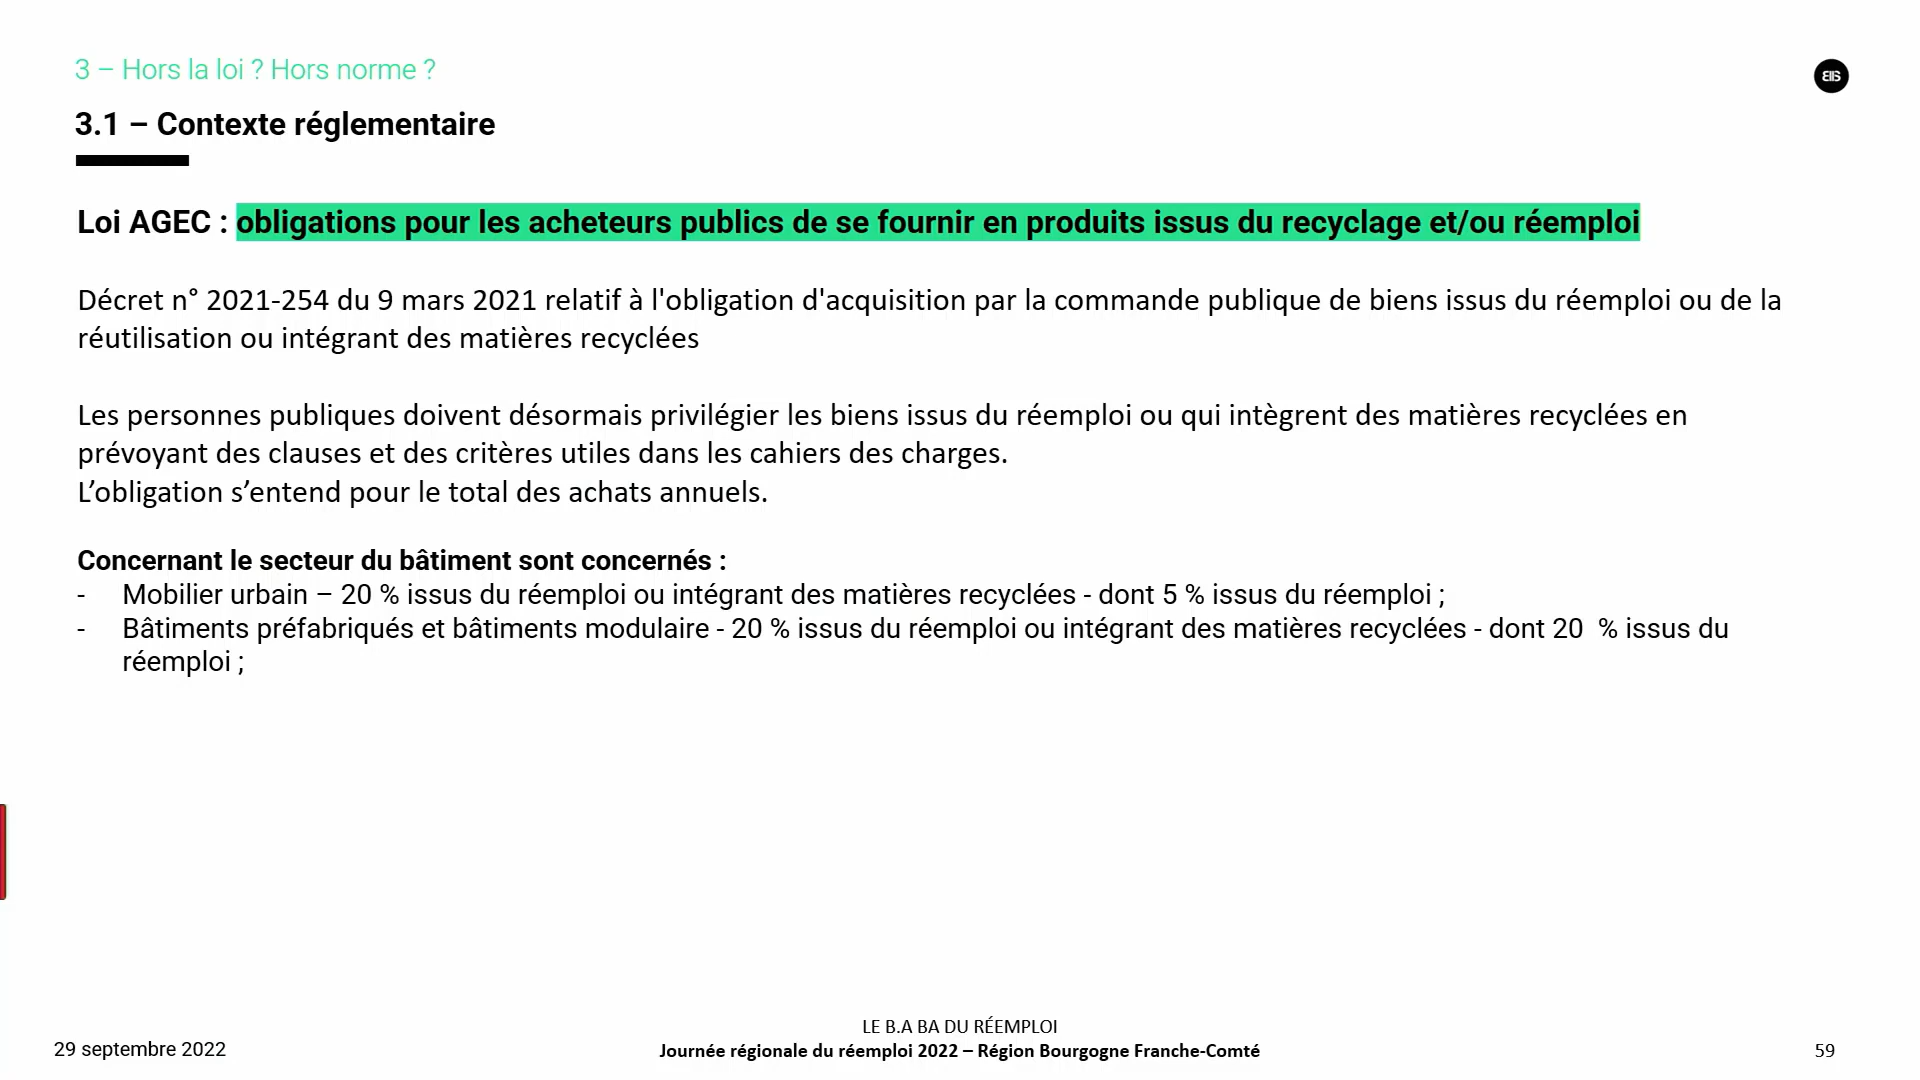 3 – Hors la loi ? Hors norme ?
3.1 – Contexte réglementaire
Loi AGEC : obligations pour les acheteurs publics de se fournir en produits issus du recyclage et/ou réemploi
Décret n° 2021-254 du 9 mars 2021 relatif à l'obligation d'acquisition par la commande publique de biens issus du réemploi ou de la
réutilisation ou intégrant des matières recyclées
Les personnes publiques doivent désormais privilégier les biens issus du réemploi ou qui intègrent des matières recyclées en
prévoyant des clauses et des critères utiles dans les cahiers des charges.
L’obligation s’entend pour le total des achats annuels.
Concernant le secteur du bâtiment sont concernés :
- Mobilier urbain – 20 % issus du réemploi ou intégrant des matières recyclées - dont 5 % issus du réemploi ;
- Bâtiments préfabriqués et bâtiments modulaire - 20 % issus du réemploi ou intégrant des matières recyclées - dont 20 % issus du
réemploi ;
LE B.A BA DU RÉEMPLOI
29 septembre 2022
Journée régionale du réemploi 2022 – Région Bourgogne Franche-Comté
59